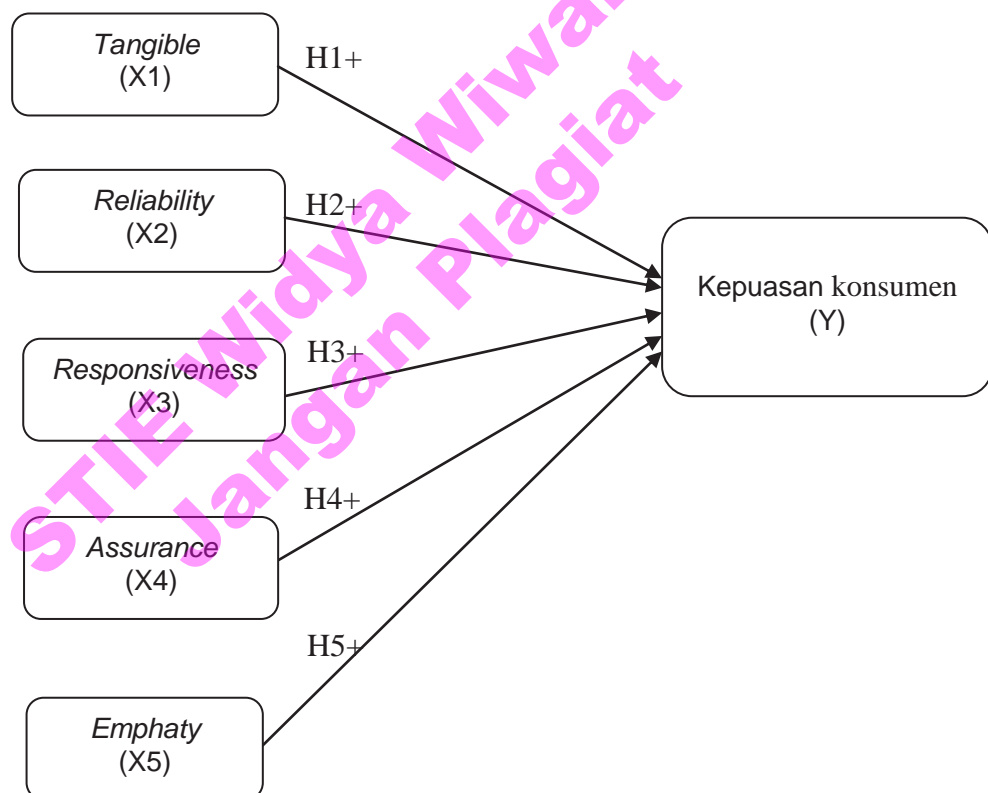 Tangible
(X1)
H1+
Reliability
(X2)
H2+
Responsiveness
(X3)
H3+
Assurance
(X4)
H4+
Emphaty
(X5)
H5+
Kepuasan konsumen
(Y)
STIE Widya
Jangan Plagiat